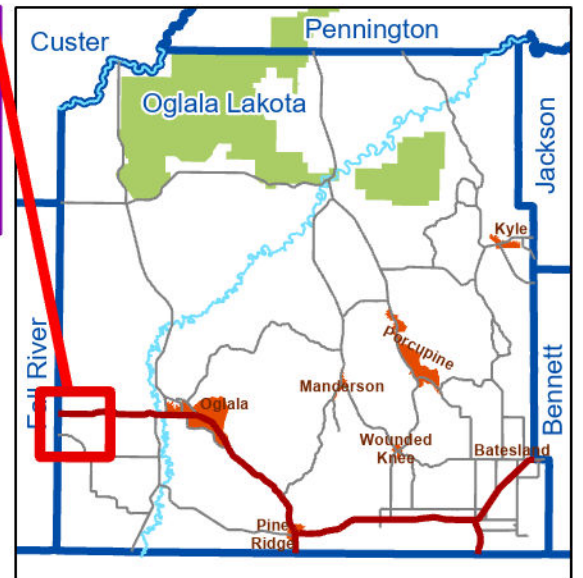 Custer
Pennington
Oglala Lakota
Jackson
Kyle
Porcupine
Fall River
Oglala
Manderson
Bennett
Wounded
Knee
Batesland
Pine
Ridge